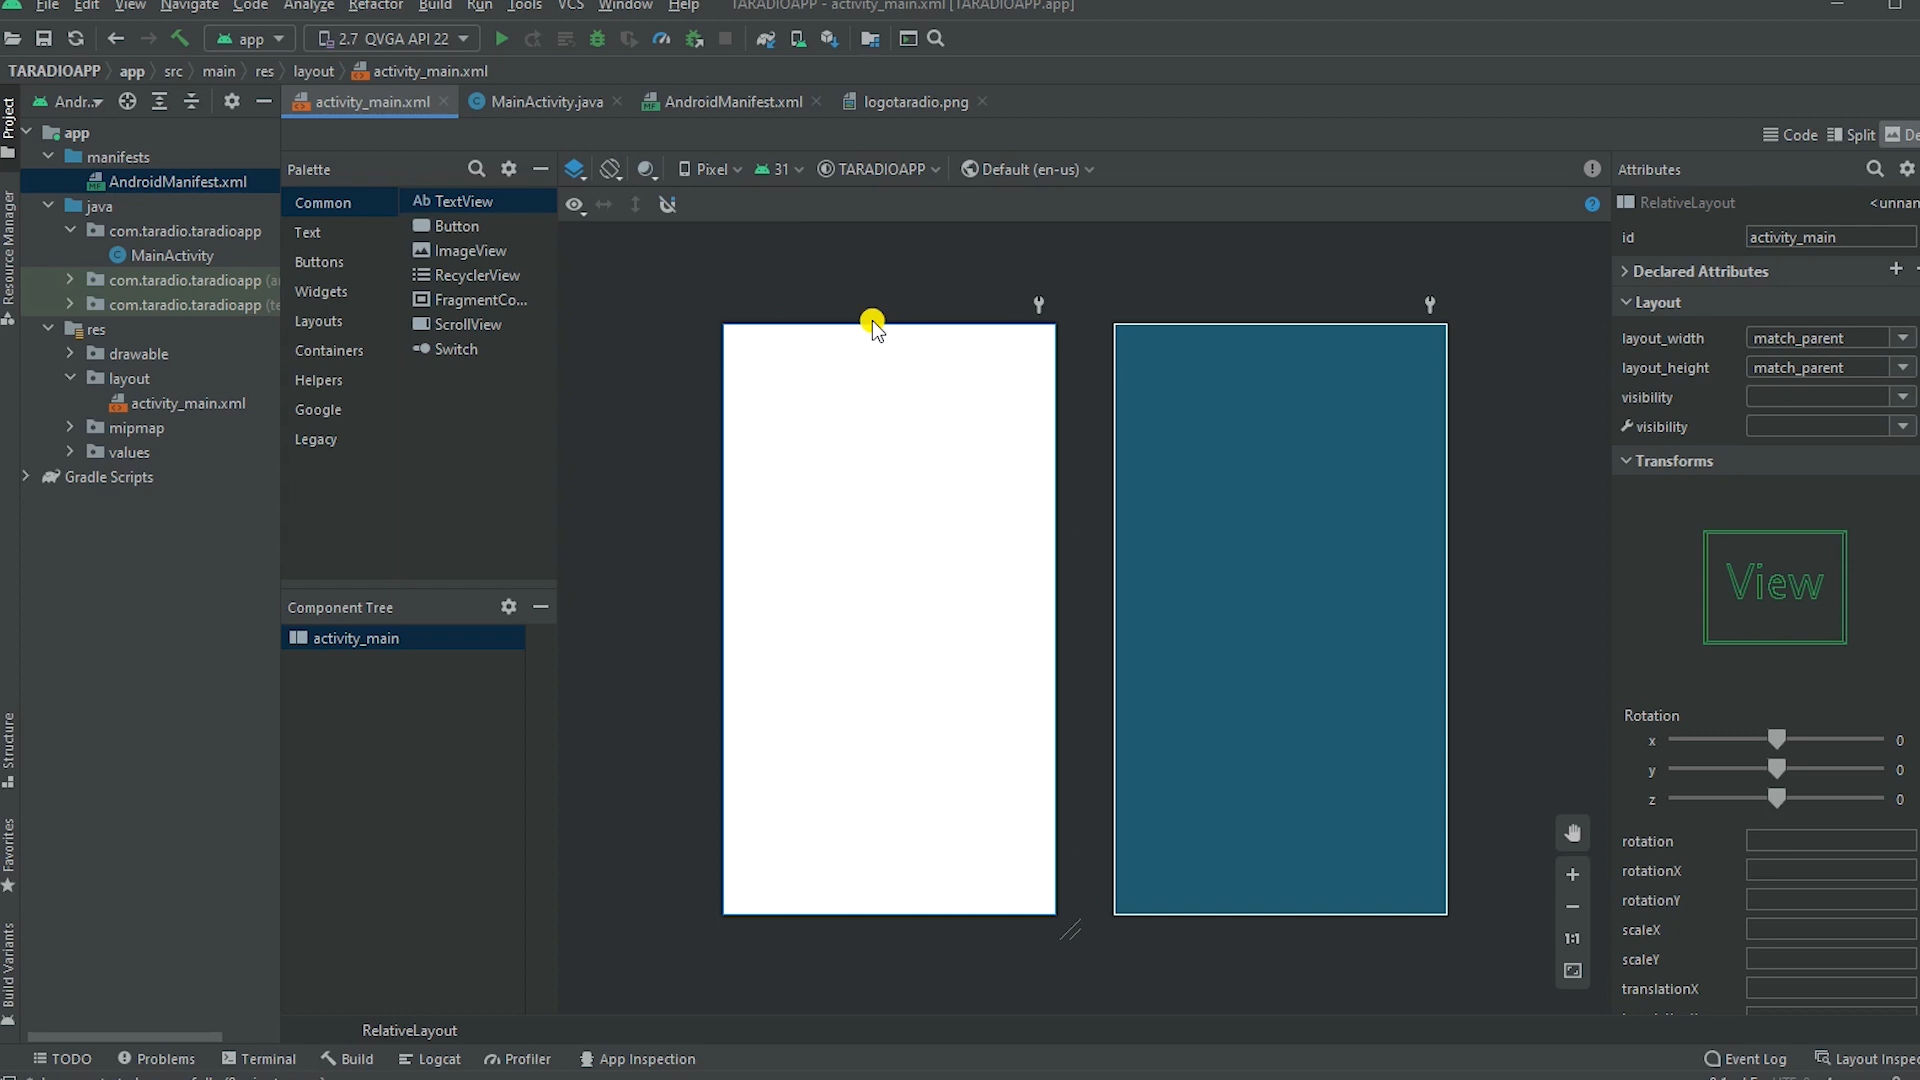 File Edit View Navigate Code Analyze Refactor Build Run Tools VCS Window Help TARADIOAPP - activity_main.xml [TARADIOAPP.app]
app 2.7 QVGA API 22
TARADIOAPP app src main res layout activity_main.xml
Andr.. activity_main.xml MainActivity.java AndroidManifest.xml logotaradio.png
Code Split De
Project
Resource Manager
Structure
Favorites
Build Variants
app
manifests
AndroidManifest.xml
java
com.taradio.taradioapp
MainActivity
com.taradio.taradioapp (a
com.taradio.taradioapp (te
res
drawable
layout
activity_main.xml
mipmap
values
Gradle Scripts
Palette
Common
Text
Buttons
Widgets
Layouts
Containers
Helpers
Google
Legacy
Ab TextView
Button
ImageView
RecyclerView
FragmentCo...
ScrollView
Switch
Component Tree
activity_main
Pixel 31 TARADIOAPP Default (en-us)
1:1
Attributes
RelativeLayout <unnan
id activity_main
Declared Attributes
Layout
layout_width match_parent
layout_height match_parent
visibility
visibility
Transforms
View
Rotation
x 0
y 0
z 0
rotation
rotationX
rotationY
scaleX
scaleY
translationX
RelativeLayout
TODO Problems Terminal Build Logcat Profiler App Inspection Event Log Layout Inspec